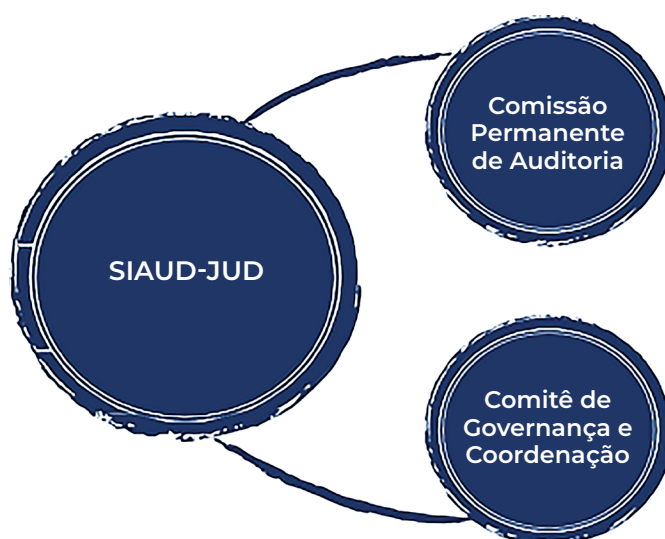 Comissão
Permanente
de Auditoria
SIAUD-JUD
Comitê de
Governança e
Coordenação